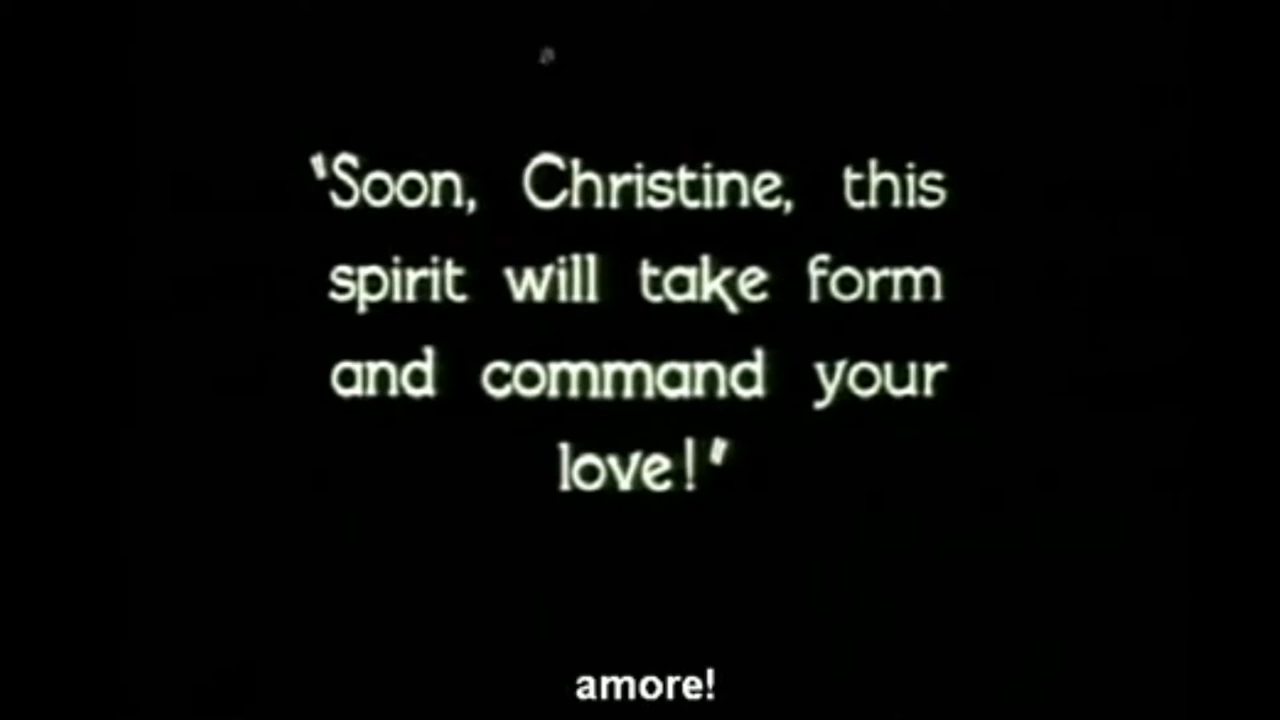 "Soon, Christine, this
spirit will take form
and command your
love!"
amore!